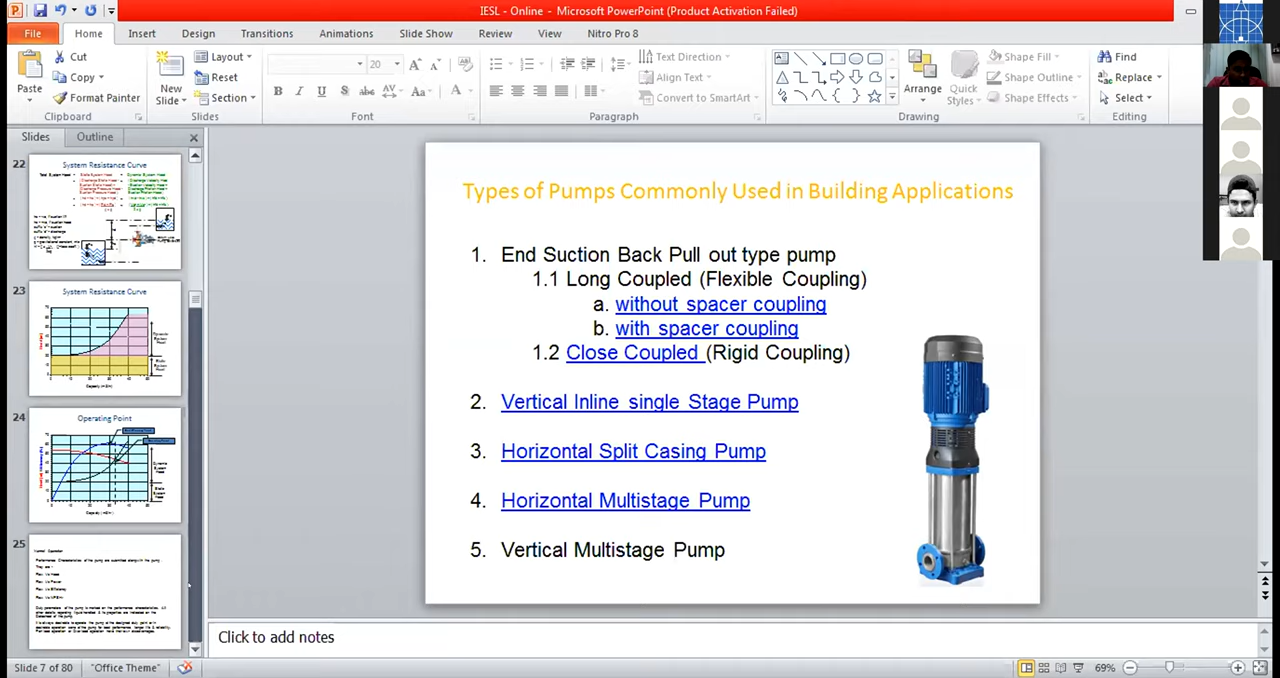 IESL - Online - Microsoft PowerPoint (Product Activation Failed)
File Home Insert Design Transitions Animations Slide Show Review View Nitro Pro 8
Paste
Cut
Copy
Format Painter
Clipboard
New Slide
Layout
Reset
Section
Slides
20
B I U S abc AV Aa A
Font
Text Direction
Align Text
Convert to SmartArt
Paragraph
Arrange
Quick Styles
Shape Fill
Shape Outline
Shape Effects
Drawing
Find
Replace
Select
Editing
Slides Outline
22
System Resistance Curve
23
System Resistance Curve
24
Operating Point
25
Types of Pumps Commonly Used in Building Applications
1. End Suction Back Pull out type pump
1.1 Long Coupled (Flexible Coupling)
a. without spacer coupling
b. with spacer coupling
1.2 Close Coupled (Rigid Coupling)
2. Vertical Inline single Stage Pump
3. Horizontal Split Casing Pump
4. Horizontal Multistage Pump
5. Vertical Multistage Pump
Click to add notes
Slide 7 of 80 "Office Theme" 69%